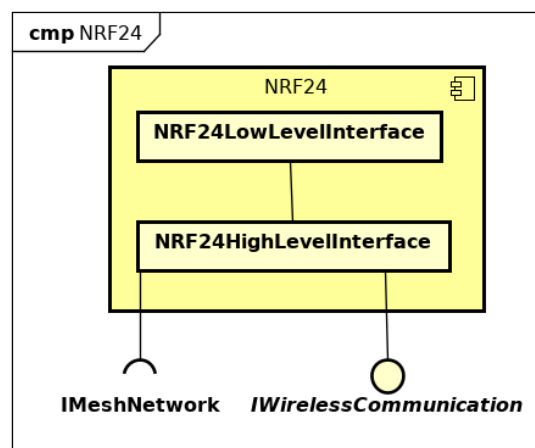 cmp NRF24
NRF24
NRF24LowLevelInterface
NRF24HighLevelInterface
IMeshNetwork
IWirelessCommunication